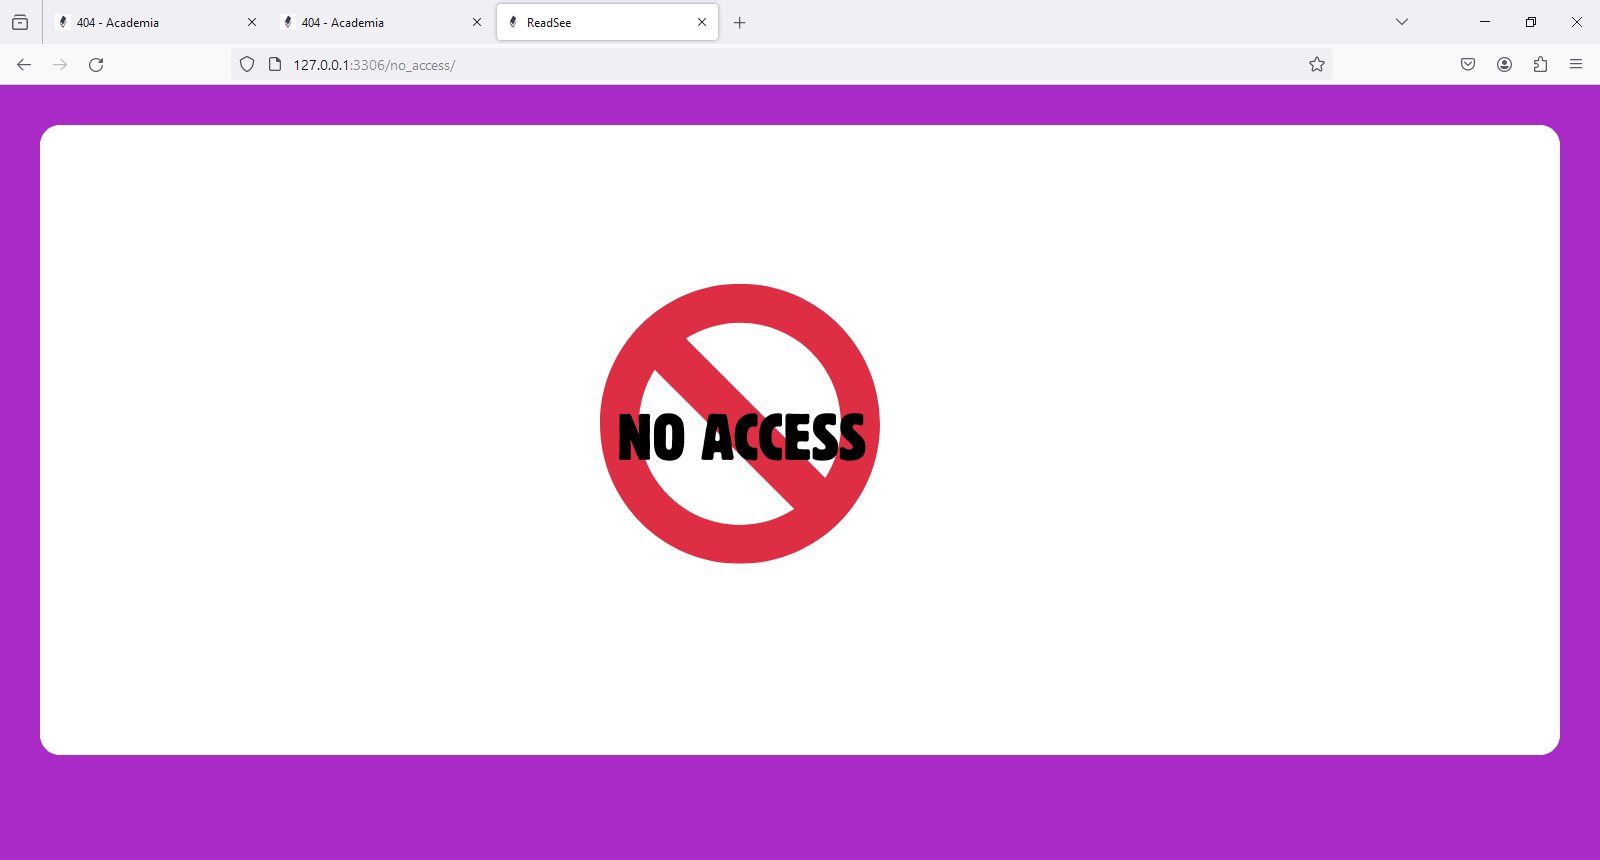 404 - Academia
404 - Academia
ReadSee
127.0.0.1:3306/no_access/
NO ACCESS